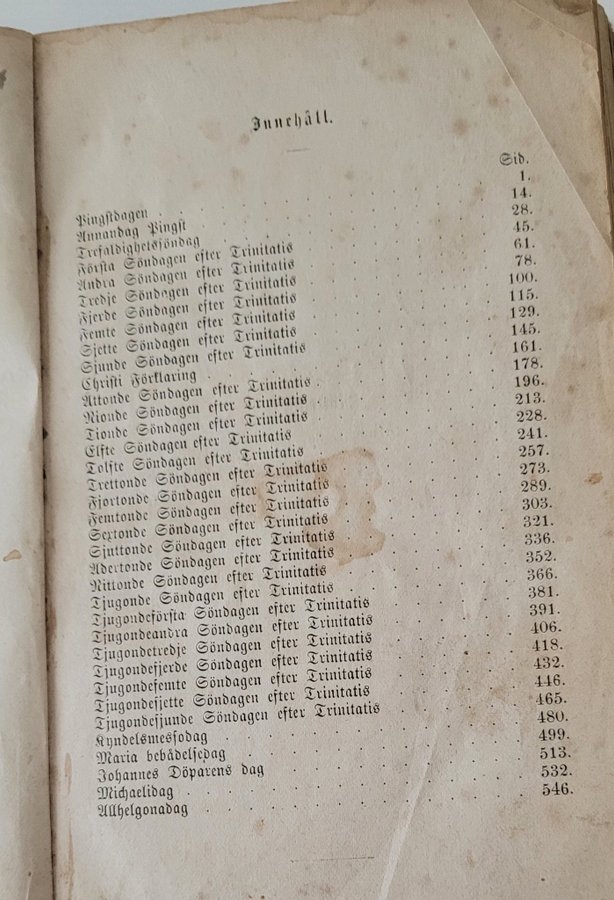 Innehåll.
Sid.
Pingstdagen 1.
Annandag Pingst 14.
Trefaldighetsjöndag 28.
Första Söndagen efter Trinitatis 45.
Andra Söndagen efter Trinitatis 61.
Tredje Söndagen efter Trinitatis 78.
Fjerde Söndagen efter Trinitatis 100.
Femte Söndagen efter Trinitatis 115.
Sjette Söndagen efter Trinitatis 129.
Sjunde Söndagen efter Trinitatis 145.
Christi Förklaring 161.
Attonde Söndagen efter Trinitatis 178.
Nionde Söndagen efter Trinitatis 196.
Tionde Söndagen efter Trinitatis 213.
Elfte Söndagen efter Trinitatis 228.
Tolfte Söndagen efter Trinitatis 241.
Trettonde Söndagen efter Trinitatis 257.
Fjortonde Söndagen efter Trinitatis 273.
Femtonde Söndagen efter Trinitatis 289.
Sextonde Söndagen efter Trinitatis 303.
Sjuttonde Söndagen efter Trinitatis 321.
Adertonde Söndagen efter Trinitatis 336.
Nittonde Söndagen efter Trinitatis 352.
Tjugonde Söndagen efter Trinitatis 366.
Tjugondeförsta Söndagen efter Trinitatis 381.
Tjugondeandra Söndagen efter Trinitatis 391.
Tjugondetredje Söndagen efter Trinitatis 406.
Tjugondefjerde Söndagen efter Trinitatis 418.
Tjugondefemte Söndagen efter Trinitatis 432.
Tjugondesjette Söndagen efter Trinitatis 446.
Tjugondesjunde Söndagen efter Trinitatis 465.
Kyndelsmessodag 480.
Maria bebådelsedag 499.
Johannes Döparens dag 513.
Michaelidag 532.
Allhelgonadag 546.